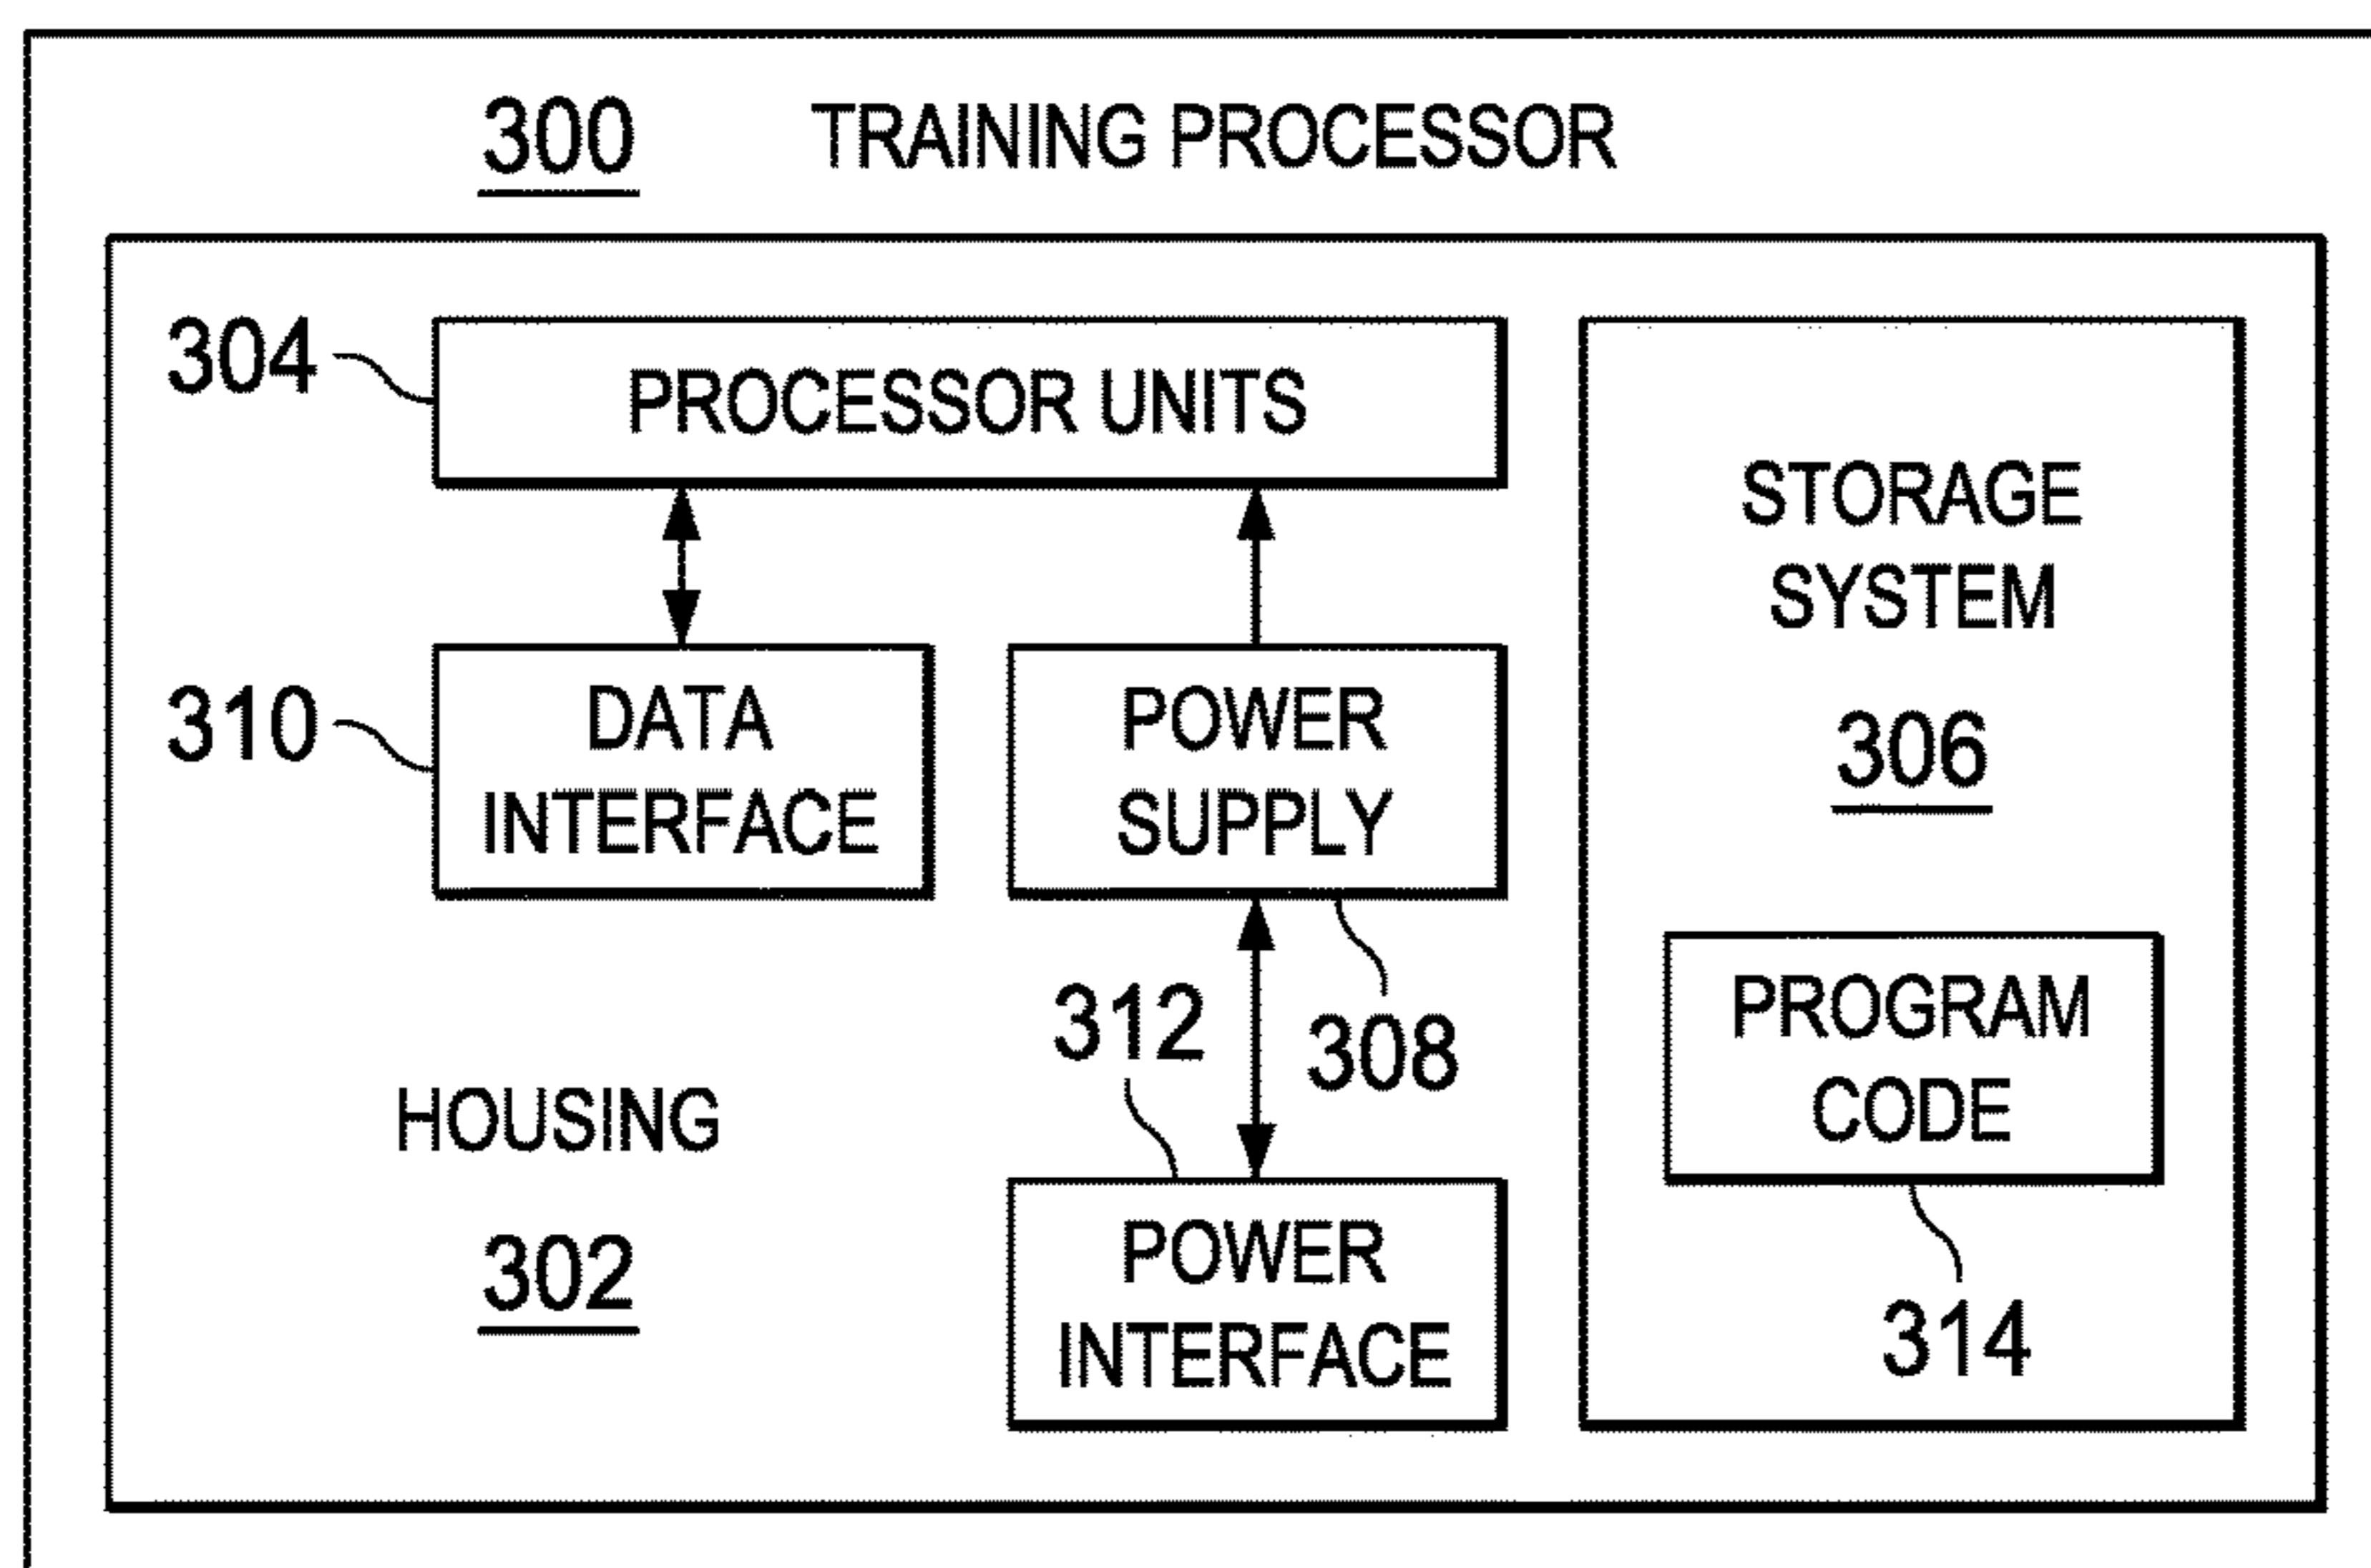 300 TRAINING PROCESSOR
304
PROCESSOR UNITS
310
DATA
INTERFACE
POWER
SUPPLY
308
312
POWER
INTERFACE
HOUSING
302
STORAGE
SYSTEM
306
PROGRAM
CODE
314